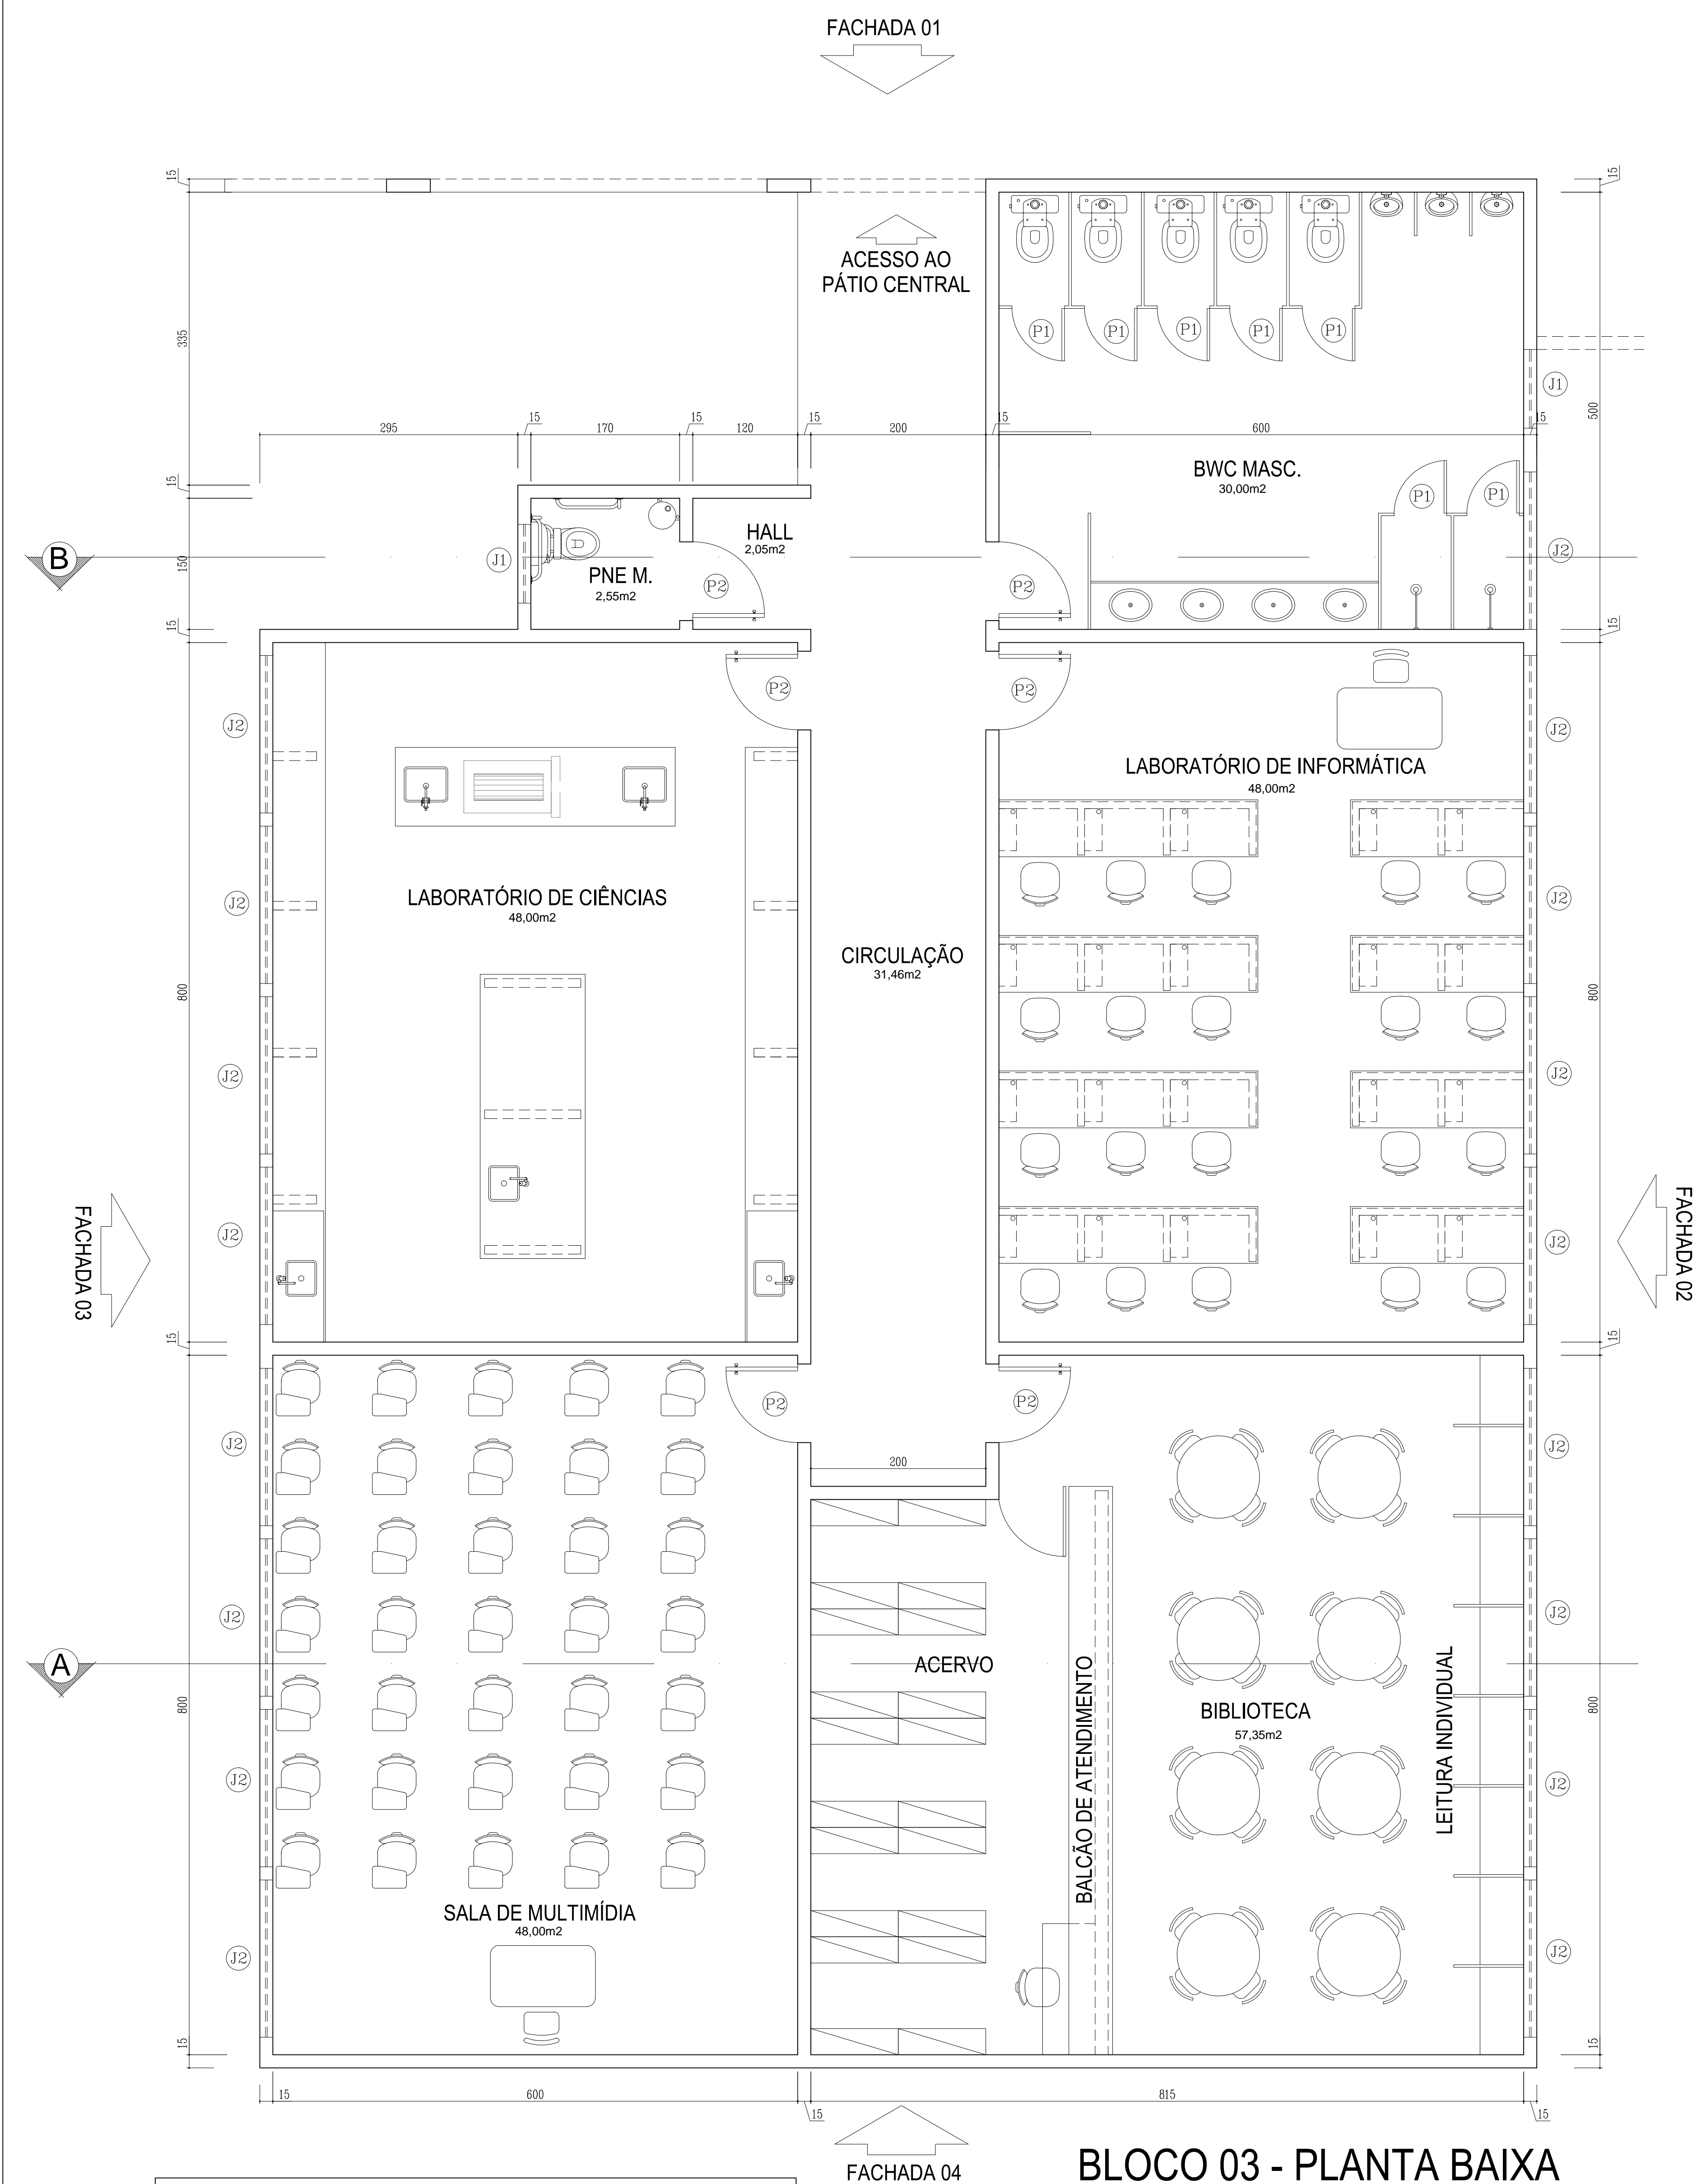 FACHADA 01
15
15
ACESSO AO
PÁTIO CENTRAL
P1
P1
P1
P1
P1
335
J1
500
295
15
170
15
120
15
200
15
600
15
BWC MASC.
30,00m2
P1
P1
15
HALL
2,05m2
B
150
J1
PNE M.
2,55m2
P2
P2
J2
15
15
P2
P2
J2
J2
LABORATÓRIO DE INFORMÁTICA
48,00m2
LABORATÓRIO DE CIÊNCIAS
48,00m2
J2
J2
CIRCULAÇÃO
31,46m2
800
800
J2
J2
FACHADA 03
J2
J2
FACHADA 02
15
15
P2
P2
J2
J2
200
J2
J2
A
ACERVO
BALCÃO DE ATENDIMENTO
BIBLIOTECA
57,35m2
LEITURA INDIVIDUAL
800
800
J2
J2
SALA DE MULTIMÍDIA
48,00m2
J2
J2
15
15
15
600
15
815
15
FACHADA 04
BLOCO 03 - PLANTA BAIXA